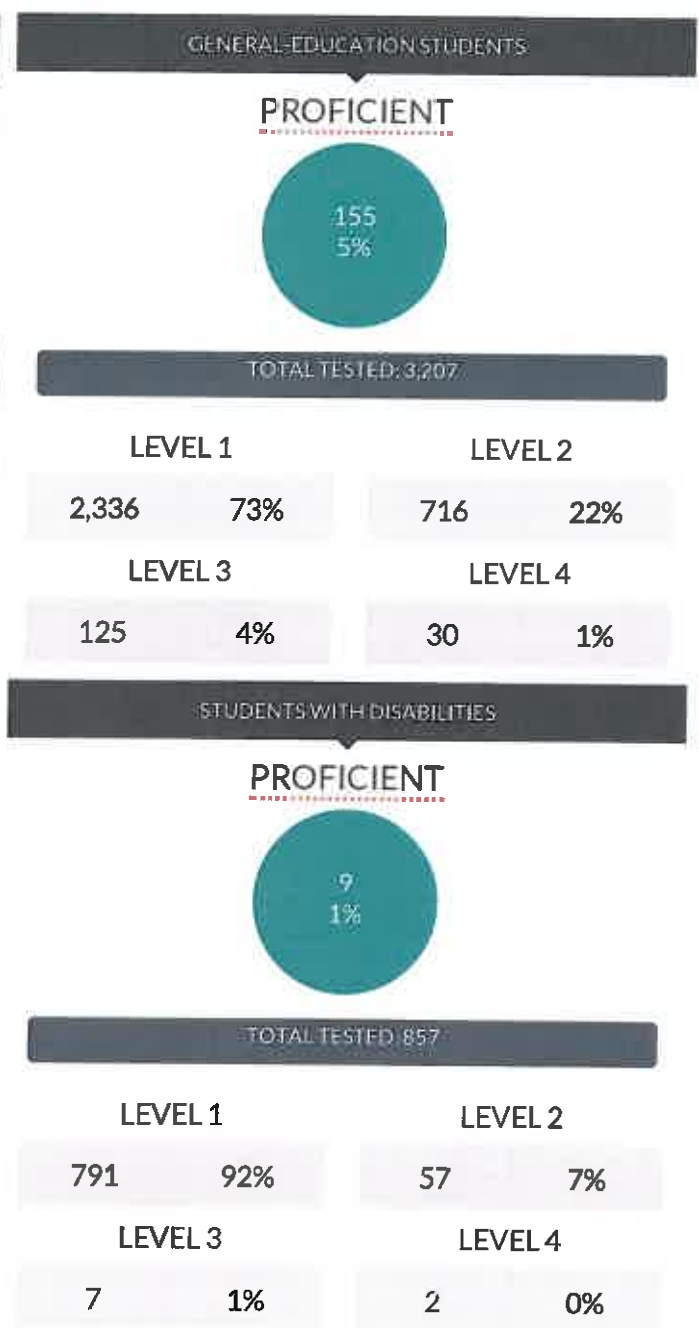 GENERAL-EDUCATION STUDENTS
PROFICIENT
155
5%
TOTAL TESTED: 3,207
LEVEL 1 LEVEL 2
2,336 73% 716 22%
LEVEL 3 LEVEL 4
125 4% 30 1%
STUDENTS WITH DISABILITIES
PROFICIENT
9
1%
TOTAL TESTED: 857
LEVEL 1 LEVEL 2
791 92% 57 7%
LEVEL 3 LEVEL 4
7 1% 2 0%